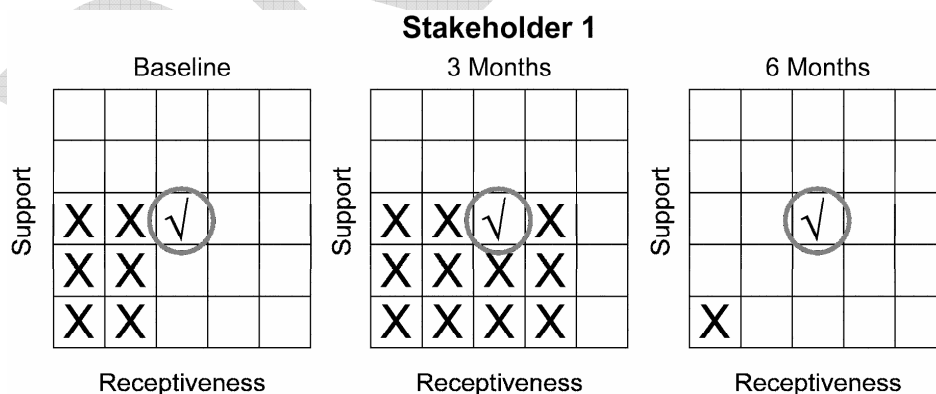 Stakeholder 1
Baseline
3 Months
6 Months
Support
X X √
X X
X X
Receptiveness
Support
X X √ X
X X X X
X X X X
Receptiveness
Support
√
X
Receptiveness